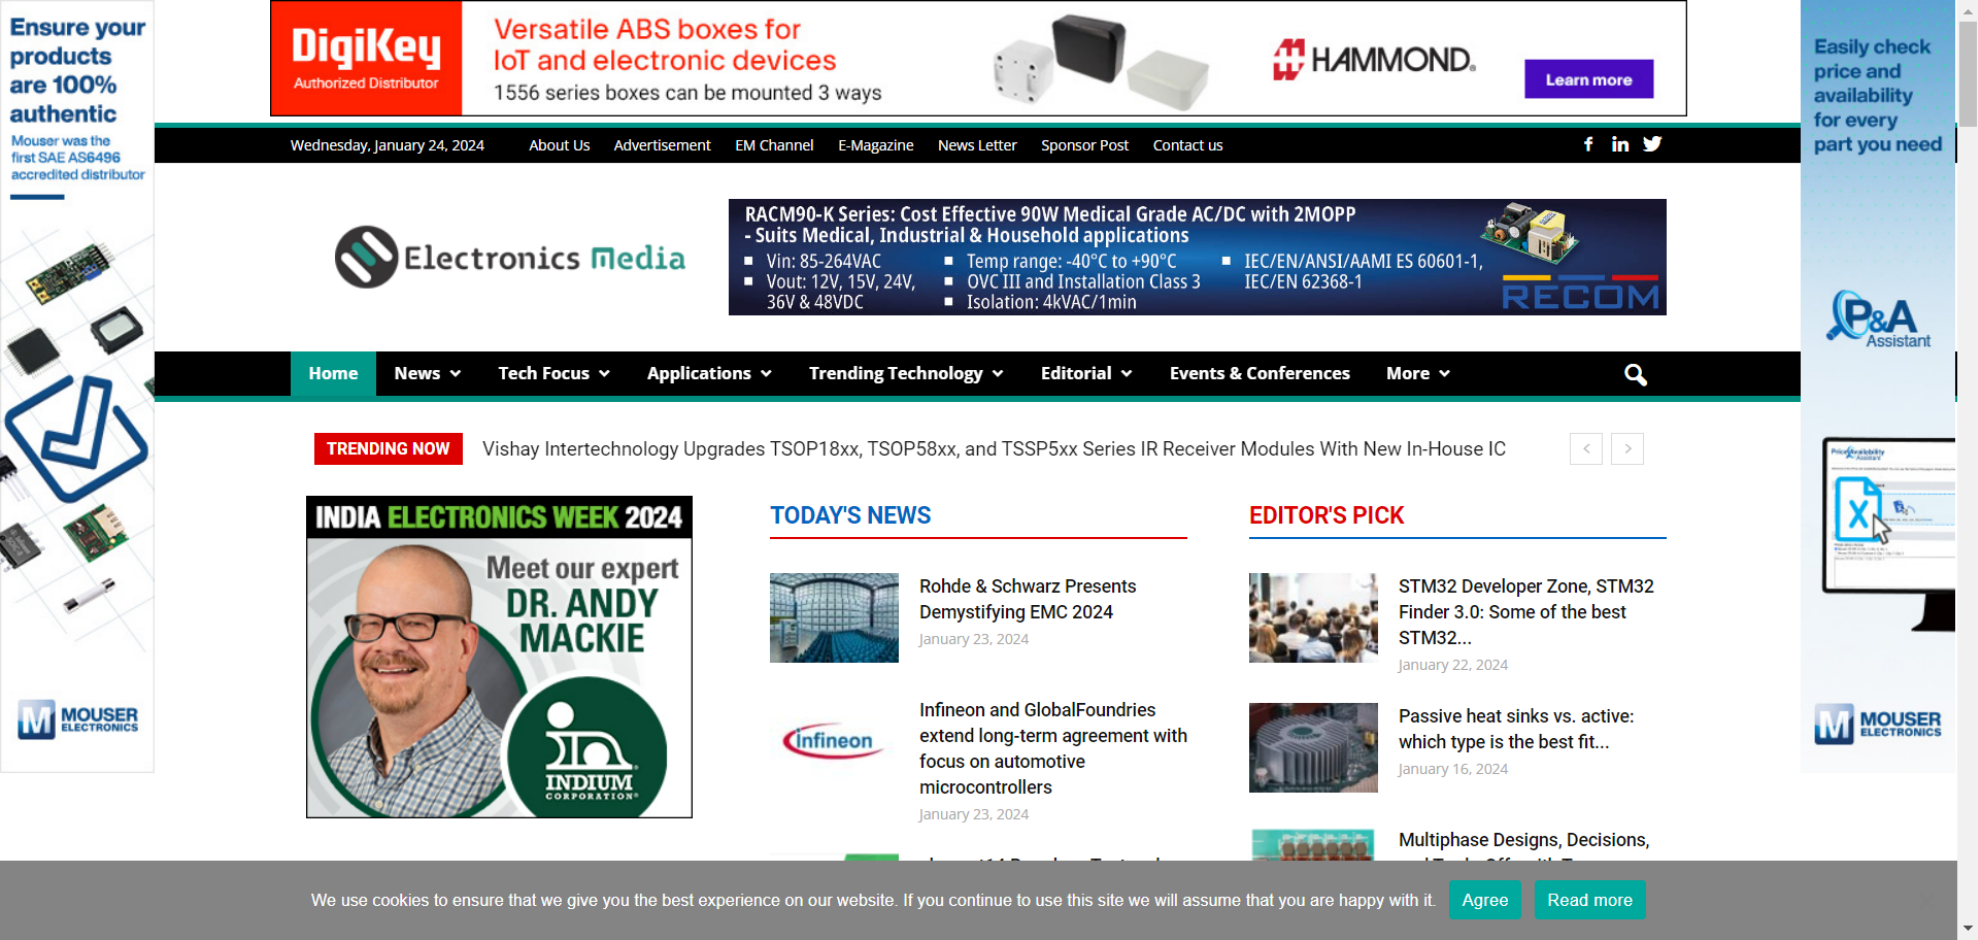 Ensure your
products
are 100%
authentic
Mouser was the
first SAE AS6496
accredited distributor
MOUSER
ELECTRONICS
DigiKey
Authorized Distributor
Versatile ABS boxes for
IoT and electronic devices
1556 series boxes can be mounted 3 ways
HAMMOND®
Learn more
Easily check
price and
availability
for every
part you need
P&A
Assistant
MOUSER
ELECTRONICS
Wednesday, January 24, 2024 About Us Advertisement EM Channel E-Magazine News Letter Sponsor Post Contact us
Electronics Media
RACM90-K Series: Cost Effective 90W Medical Grade AC/DC with 2MOPP
- Suits Medical, Industrial & Household applications
Vin: 85-264VAC
Vout: 12V, 15V, 24V,
36V & 48VDC
Temp range: -40°C to +90°C
OVC III and Installation Class 3
Isolation: 4kVAC/1min
IEC/EN/ANSI/AAMI ES 60601-1,
IEC/EN 62368-1
RECOM
Home News Tech Focus Applications Trending Technology Editorial Events & Conferences More
TRENDING NOW Vishay Intertechnology Upgrades TSOP18xx, TSOP58xx, and TSSP5xx Series IR Receiver Modules With New In-House IC
INDIA ELECTRONICS WEEK 2024
Meet our expert
DR. ANDY
MACKIE
INDIUM
CORPORATION®
TODAY'S NEWS
Rohde & Schwarz Presents
Demystifying EMC 2024
January 23, 2024
infineon
Infineon and GlobalFoundries
extend long-term agreement with
focus on automotive
microcontrollers
January 23, 2024
EDITOR'S PICK
STM32 Developer Zone, STM32
Finder 3.0: Some of the best
STM32...
January 22, 2024
Passive heat sinks vs. active:
which type is the best fit...
January 16, 2024
Multiphase Designs, Decisions,
We use cookies to ensure that we give you the best experience on our website. If you continue to use this site we will assume that you are happy with it. Agree Read more